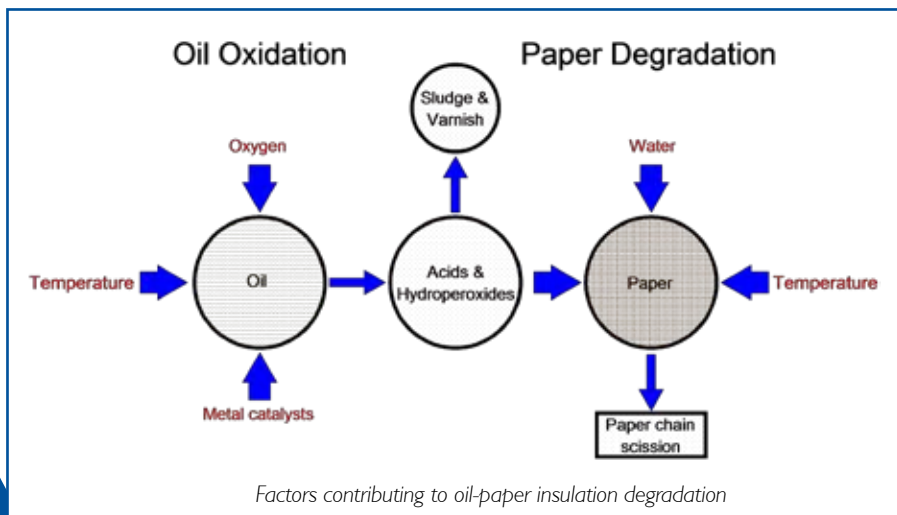 Oil Oxidation
Paper Degradation
Sludge &
Varnish
Oxygen
Water
Temperature
Oil
Acids &
Hydroperoxides
Paper
Temperature
Metal catalysts
Paper chain
scission
Factors contributing to oil-paper insulation degradation